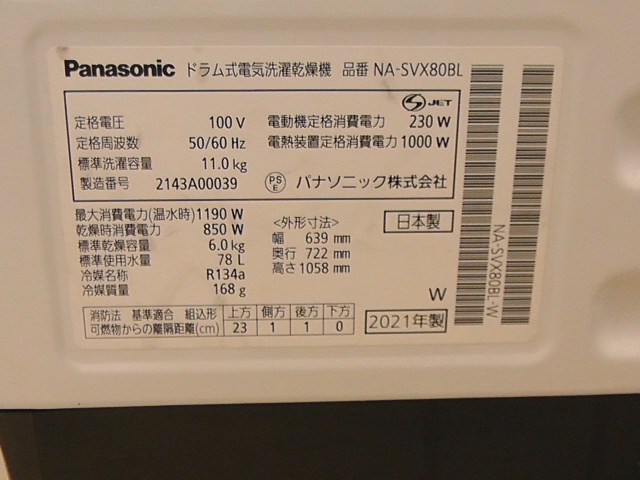 Panasonic ドラム式電気洗濯乾燥機 品番 NA-SVX80BL
S JET
定格電圧 100 V 電動機定格消費電力 230 W
定格周波数 50/60 Hz 電熱装置定格消費電力 1000 W
標準洗濯容量 11.0 kg
製造番号 2143A00039 PSE パナソニック株式会社
最大消費電力(温水時) 1190 W
乾燥時消費電力 850 W
標準乾燥容量 6.0 kg
標準使用水量 78 L
冷媒名称 R134a
冷媒質量 168 g
<外形寸法>
幅 639 mm
奥行 722 mm
高さ 1058 mm
日本製
W
消防法 基準適合 組込形 上方 側方 後方 下方
可燃物からの離隔距離(cm) 23 1 1 0
2021年製
NA-SVX80BL-W